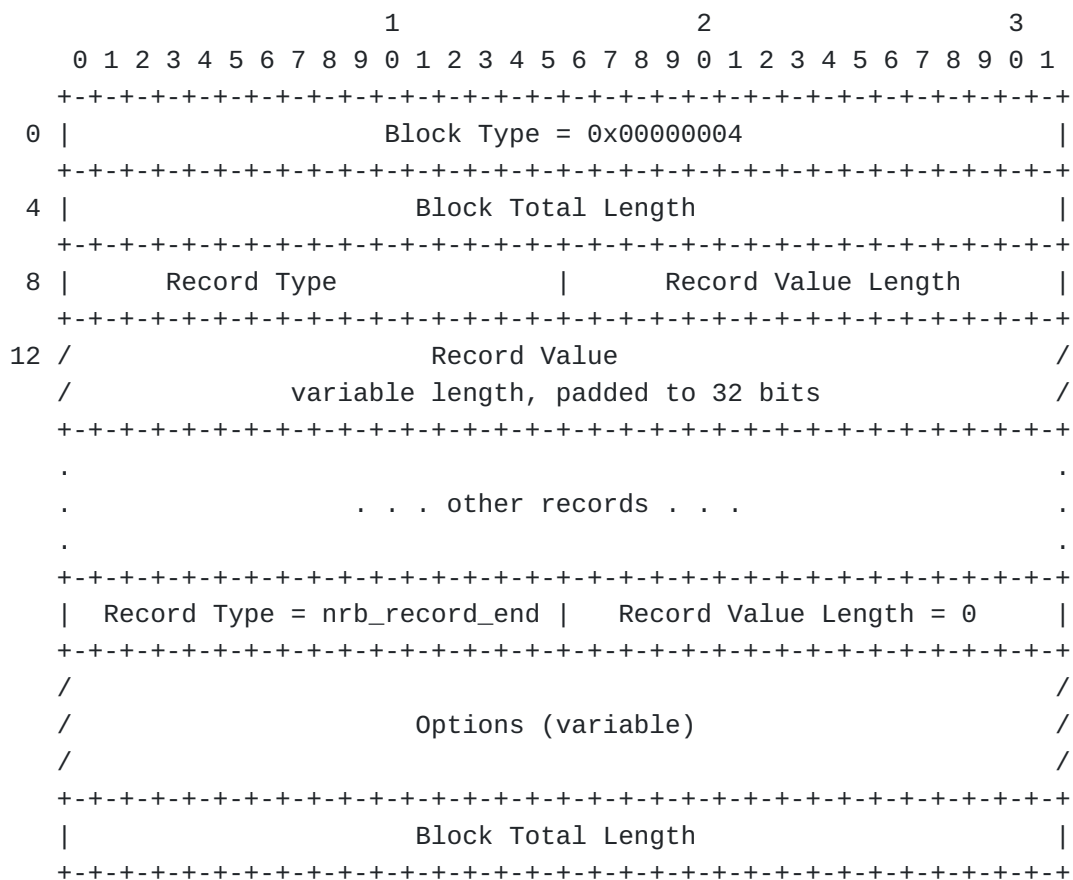 1                   2                   3
    0 1 2 3 4 5 6 7 8 9 0 1 2 3 4 5 6 7 8 9 0 1 2 3 4 5 6 7 8 9 0 1
   +-+-+-+-+-+-+-+-+-+-+-+-+-+-+-+-+-+-+-+-+-+-+-+-+-+-+-+-+-+-+-+-+
 0 |                    Block Type = 0x00000004                    |
   +-+-+-+-+-+-+-+-+-+-+-+-+-+-+-+-+-+-+-+-+-+-+-+-+-+-+-+-+-+-+-+-+
 4 |                      Block Total Length                       |
   +-+-+-+-+-+-+-+-+-+-+-+-+-+-+-+-+-+-+-+-+-+-+-+-+-+-+-+-+-+-+-+-+
 8 |      Record Type              |      Record Value Length      |
   +-+-+-+-+-+-+-+-+-+-+-+-+-+-+-+-+-+-+-+-+-+-+-+-+-+-+-+-+-+-+-+-+
12 /                       Record Value                            /
   /              variable length, padded to 32 bits               /
   +-+-+-+-+-+-+-+-+-+-+-+-+-+-+-+-+-+-+-+-+-+-+-+-+-+-+-+-+-+-+-+-+
   .                                                               .
   .                  . . . other records . . .                    .
   .                                                               .
   +-+-+-+-+-+-+-+-+-+-+-+-+-+-+-+-+-+-+-+-+-+-+-+-+-+-+-+-+-+-+-+-+
   |  Record Type = nrb_record_end |   Record Value Length = 0     |
   +-+-+-+-+-+-+-+-+-+-+-+-+-+-+-+-+-+-+-+-+-+-+-+-+-+-+-+-+-+-+-+-+
   /                                                               /
   /                      Options (variable)                       /
   /                                                               /
   +-+-+-+-+-+-+-+-+-+-+-+-+-+-+-+-+-+-+-+-+-+-+-+-+-+-+-+-+-+-+-+-+
   |                      Block Total Length                       |
   +-+-+-+-+-+-+-+-+-+-+-+-+-+-+-+-+-+-+-+-+-+-+-+-+-+-+-+-+-+-+-+-+